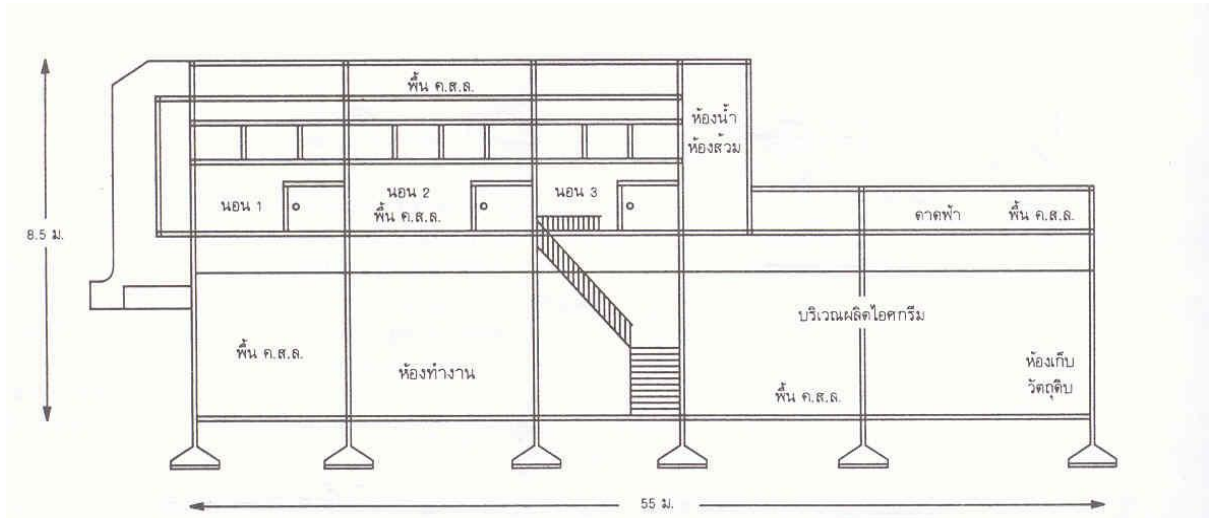 พื้น ค.ส.ล.
ห้องน้ำ
ห้องส้วม
นอน 1
นอน 2
พื้น ค.ส.ล.
นอน 3
ดาดฟ้า พื้น ค.ส.ล.
8.5 ม.
บริเวณผลิตไอศกรีม
พื้น ค.ส.ล.
ห้องทำงาน
พื้น ค.ส.ล.
ห้องเก็บ
วัตถุดิบ
55 ม.